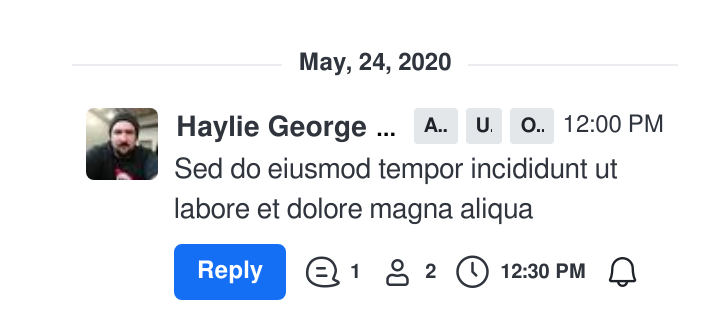 May, 24, 2020
Haylie George ... A.. U. O.. 12:00 PM
Sed do eiusmod tempor incididunt ut
labore et dolore magna aliqua
Reply 1 2 12:30 PM